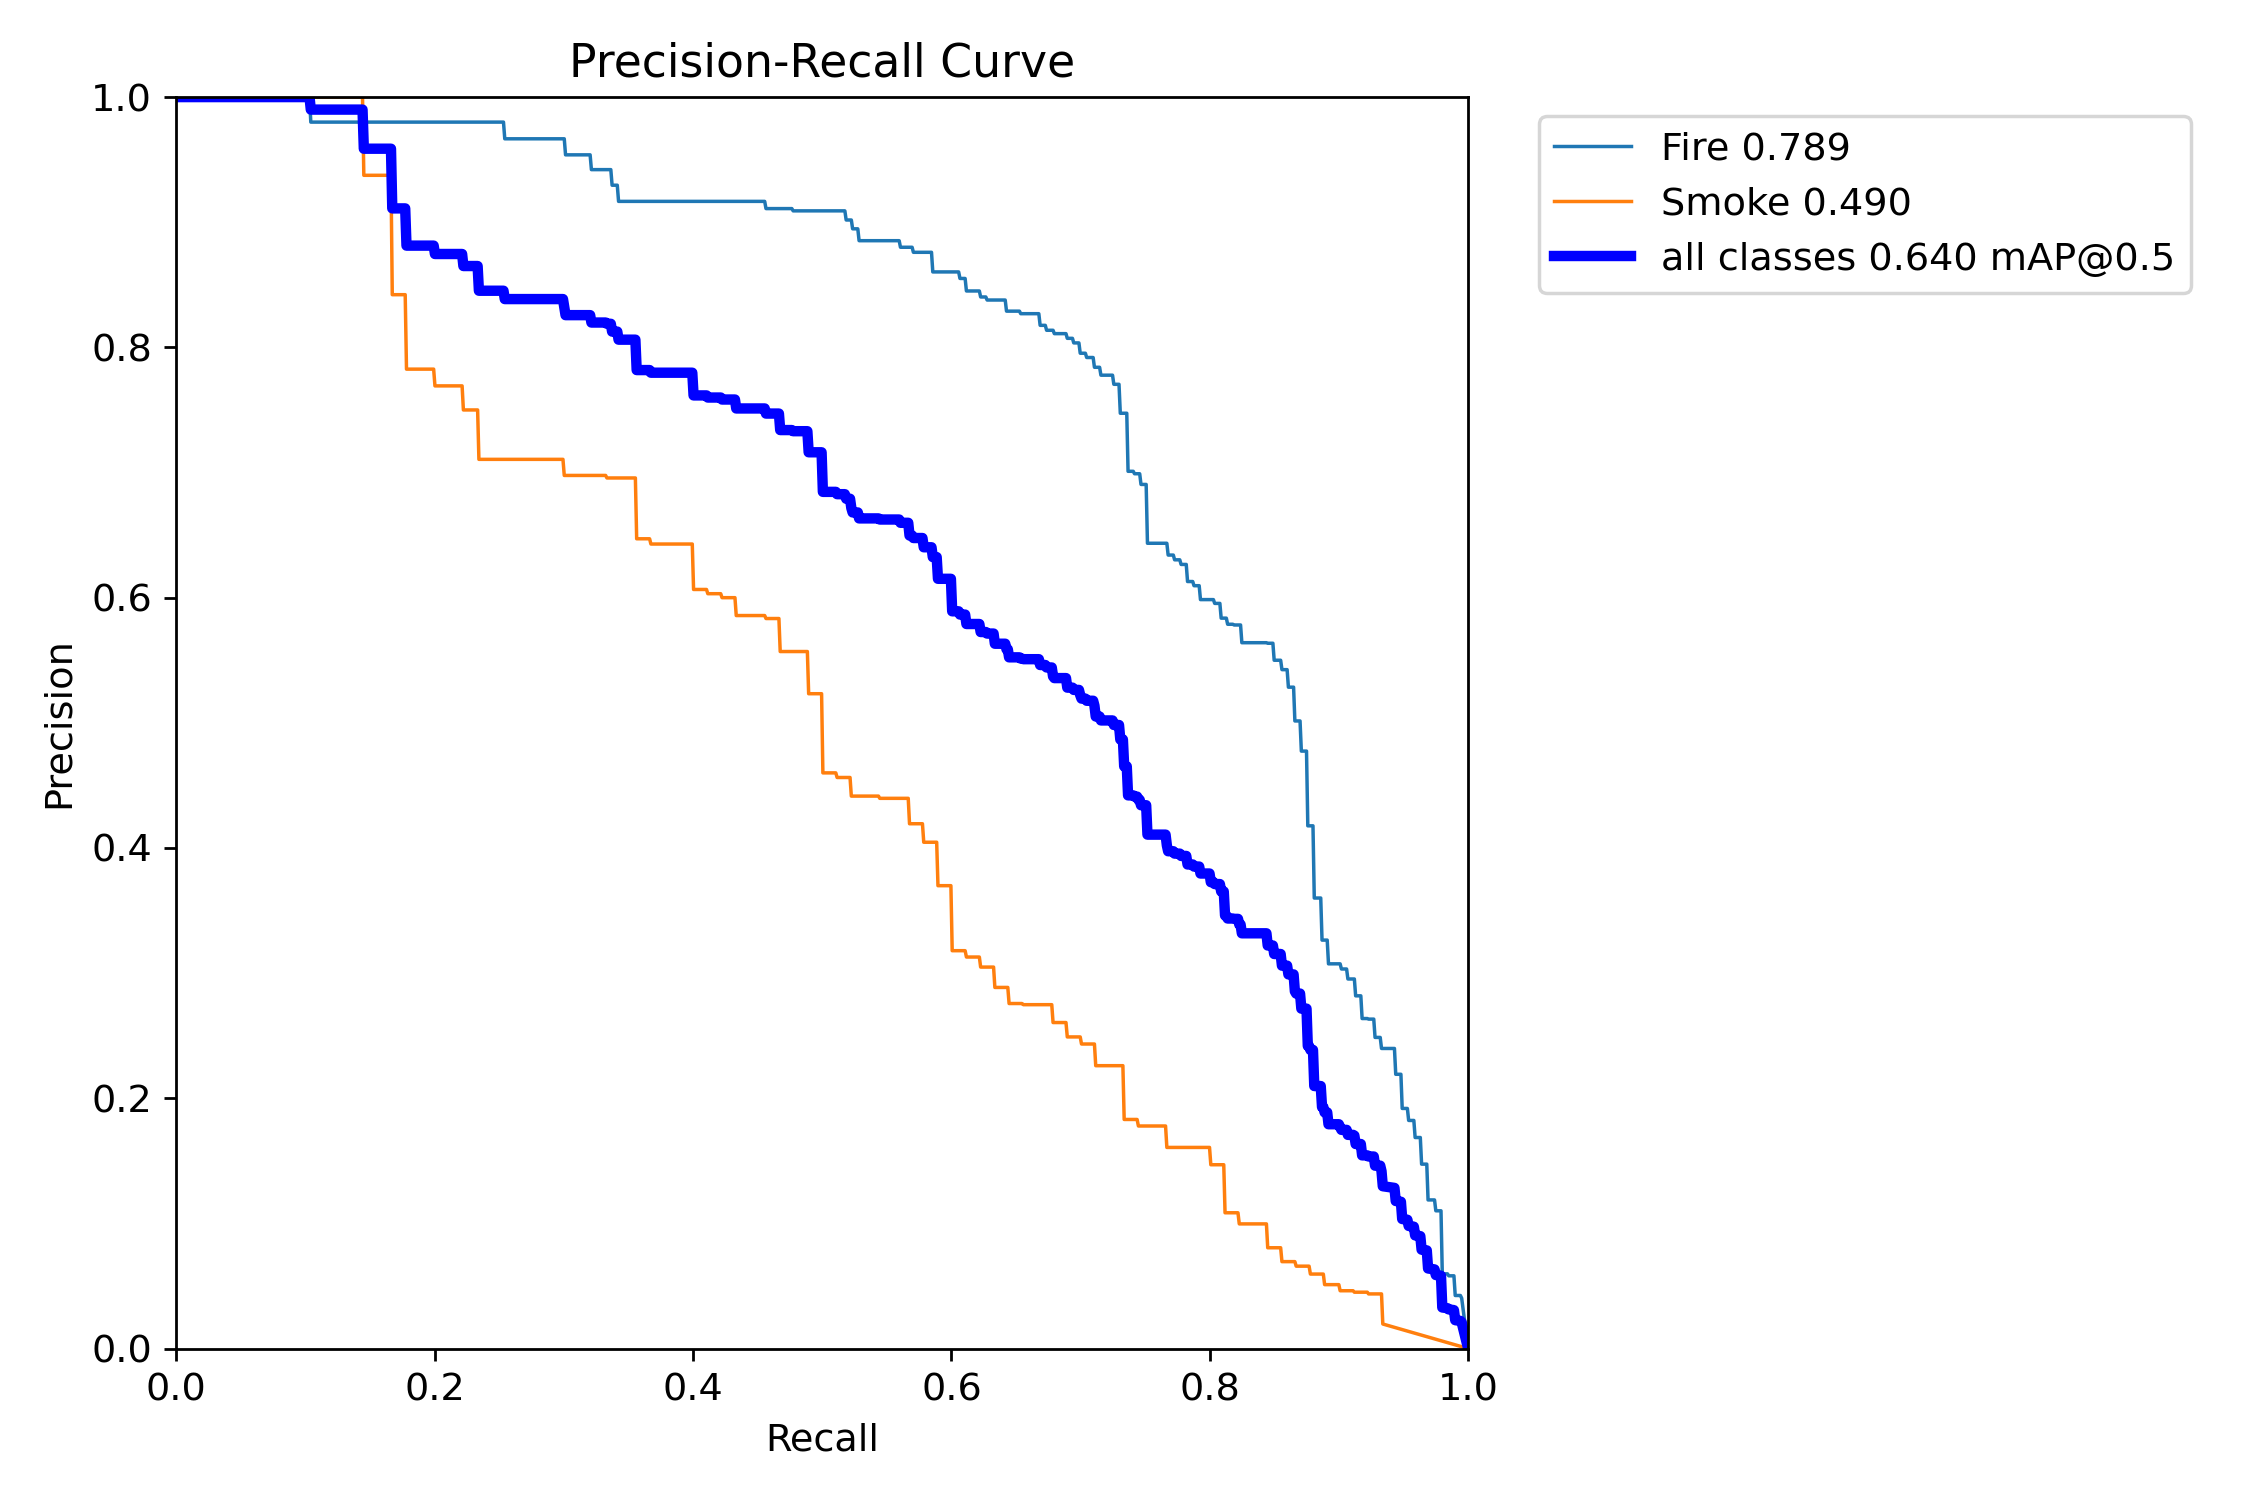 Precision-Recall Curve
Fire 0.789
Smoke 0.490
all classes 0.640 mAP@0.5
Precision
1.0
0.8
0.6
0.4
0.2
0.0
0.0 0.2 0.4 0.6 0.8 1.0
Recall